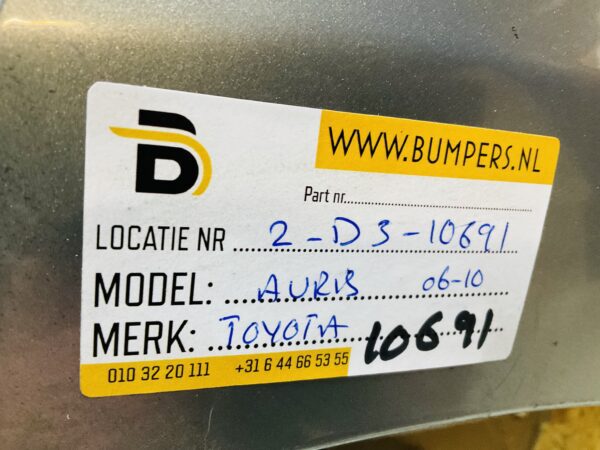 WWW.BUMPERS.NL
Part nr.
LOCATIE NR 2-D3-10691
MODEL: AURIS 06-10
MERK: TOYOTA 10691
010 32 20 111 +31 6 44 66 53 55